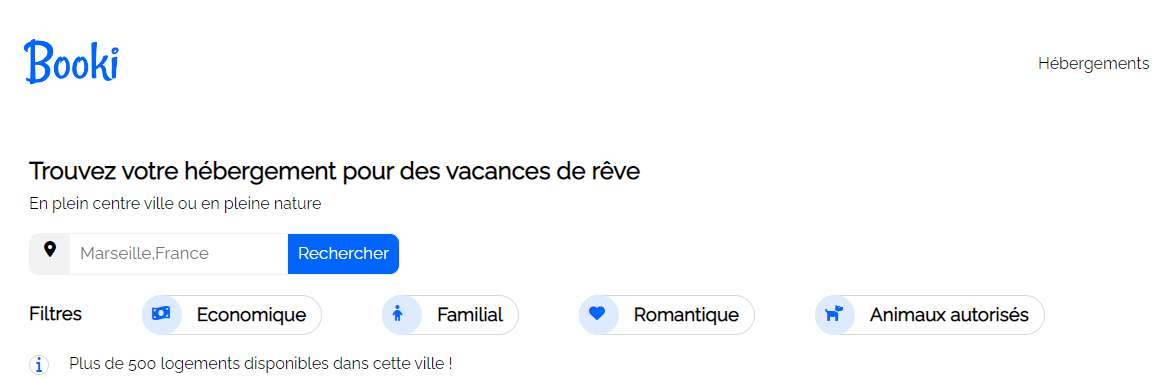 Booki
Hébergements
Trouvez votre hébergement pour des vacances de rêve
En plein centre ville ou en pleine nature
Marseille,France Rechercher
Filtres Economique Familial Romantique Animaux autorisés
Plus de 500 logements disponibles dans cette ville !